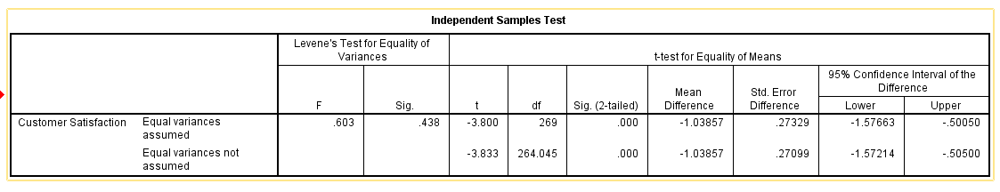 Independent Samples Test
Levene's Test for Equality of Variances t-test for Equality of Means
95% Confidence Interval of the Difference
F Sig. t df Sig. (2-tailed) Mean Difference Std. Error Difference Lower Upper
Customer Satisfaction Equal variances assumed .603 .438 -3.800 269 .000 -1.03857 .27329 -1.57663 -.50050
Equal variances not assumed -3.833 264.045 .000 -1.03857 .27099 -1.57214 -.50500